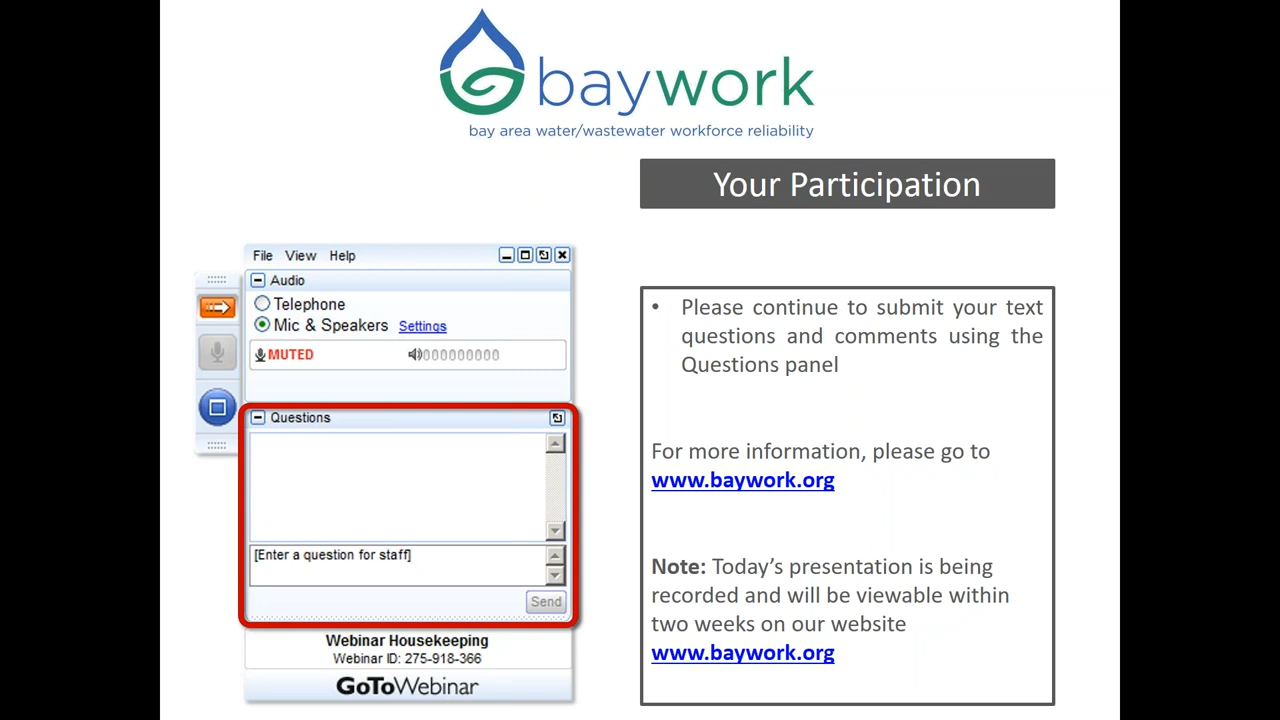 baywork
bay area water/wastewater workforce reliability
Your Participation
File View Help
Audio
Telephone
Mic & Speakers Settings
MUTED 000000000
Questions
[Enter a question for staff]
Send
Webinar Housekeeping
Webinar ID: 275-918-366
GoToWebinar
• Please continue to submit your text
questions and comments using the
Questions panel
For more information, please go to
www.baywork.org
Note: Today’s presentation is being
recorded and will be viewable within
two weeks on our website
www.baywork.org